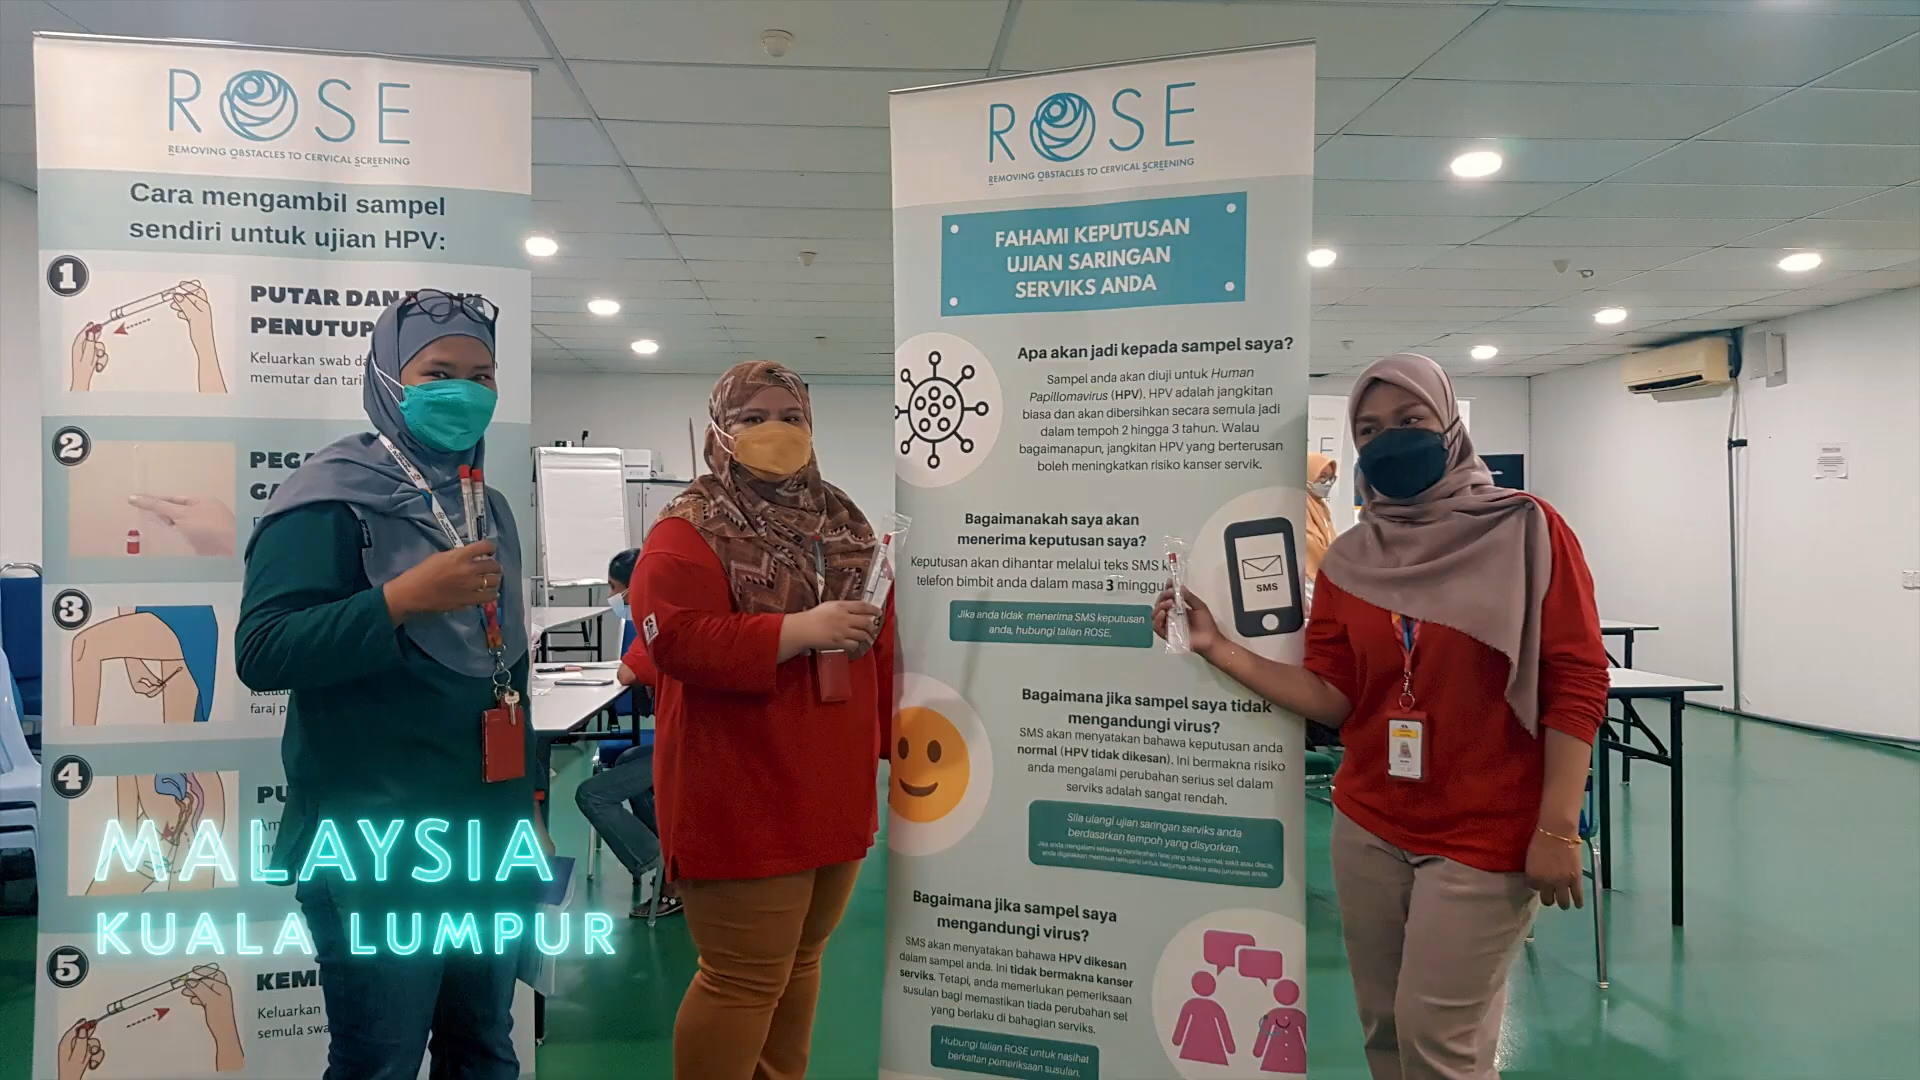 ROSE
REMOVING OBSTACLES TO CERVICAL SCREENING
Cara mengambil sampel
sendiri untuk ujian HPV:
1
PUTAR DAN
PENUTUP
Keluarkan swab
memutar dan
2
3
faraj
4
5
Keluarkan
semula
MALAYSIA
KUALA LUMPUR
ROSE
REMOVING OBSTACLES TO CERVICAL SCREENING
FAHAMI KEPUTUSAN
UJIAN SARINGAN
SERVIKS ANDA
Apa akan jadi kepada sampel saya?
Sampel anda akan diuji untuk Human
Papillomavirus (HPV). HPV adalah jangkitan
biasa dan akan dibersihkan secara semula jadi
dalam tempoh 2 hingga 3 tahun. Walau
bagaimanapun, jangkitan HPV yang berterusan
boleh meningkatkan risiko kanser servik.
Bagaimanakah saya akan
menerima keputusan saya?
Keputusan akan dihantar melalui teks SMS
telefon bimbit anda dalam masa 3 minggu
SMS
Jika anda tidak menerima SMS keputusan
anda, hubungi talian ROSE.
Bagaimana jika sampel saya tidak
mengandungi virus?
SMS akan menyatakan bahawa keputusan anda
normal (HPV tidak dikesan). Ini bermakna risiko
anda mengalami perubahan serius sel dalam
serviks adalah sangat rendah.
Sila ulangi ujian saringan serviks anda
berdasarkan tempoh yang disyorkan.
Bagaimana jika sampel saya
mengandungi virus?
SMS akan menyatakan bahawa HPV dikesan
dalam sampel anda. Ini tidak bermakna kanser
serviks. Tetapi, anda memerlukan pemeriksaan
susulan bagi memastikan tiada perubahan sel
yang berlaku di bahagian serviks.
Hubungi talian ROSE untuk nasihat
berkaitan pemeriksaan susulan.